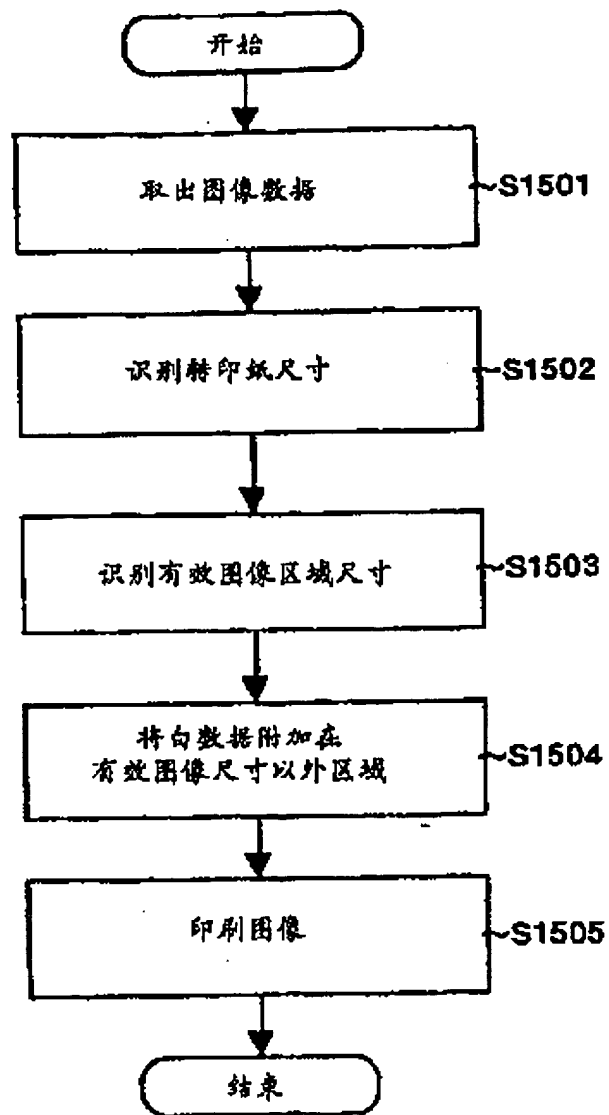 开始
取出图像数据
~S1501
识别转印纸尺寸
~S1502
识别有效图像区域尺寸
~S1503
将白数据附加在
有效图像尺寸以外区域
~S1504
印刷图像
~S1505
结束